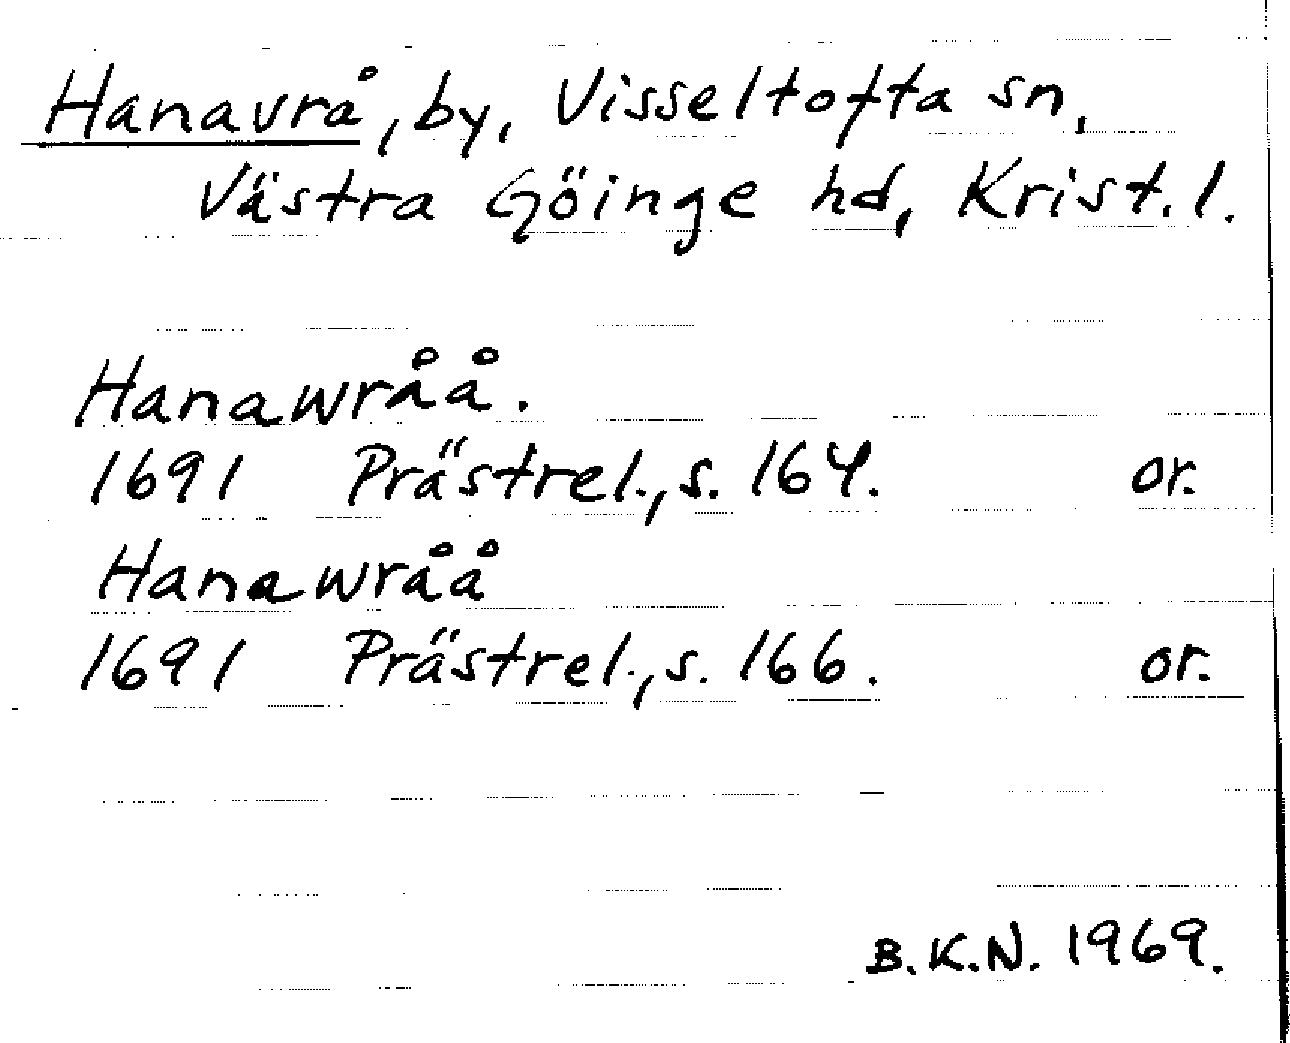 Hanavrå, by, Visseltofta sn,
Västra Göinge hd, Krist. l.
Hanawråå.
1691 Prästrel., s. 164. or.
Hanawråå
1691 Prästrel., s. 166. or.
B.K.N. 1969.